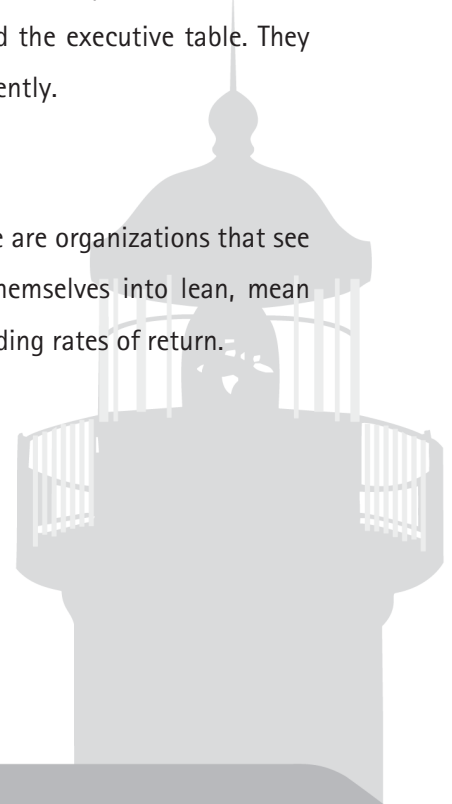 d the executive table. They
ently.
e are organizations that see
hemselves into lean, mean
ding rates of return.